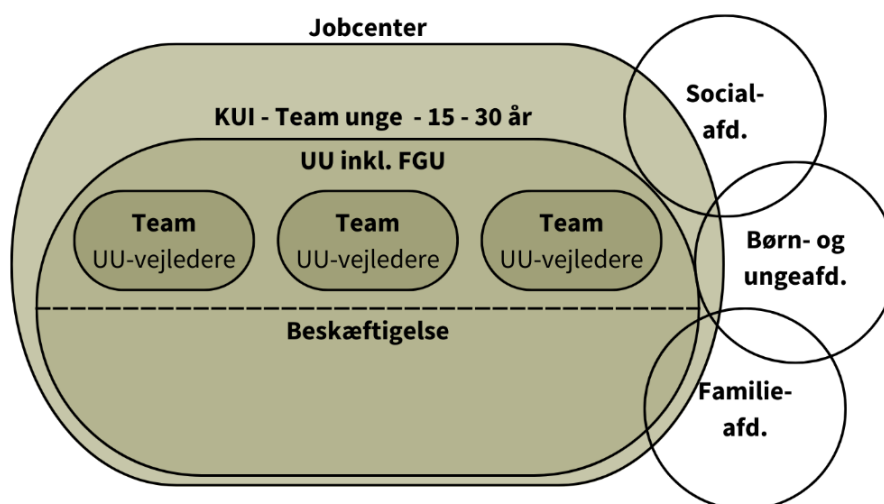 Jobcenter
KUI - Team unge - 15 - 30 år
UU inkl. FGU
Team
UU-vejledere
Team
UU-vejledere
Team
UU-vejledere
Beskæftigelse
Social-
afd.
Børn- og
ungeafd.
Familie-
afd.